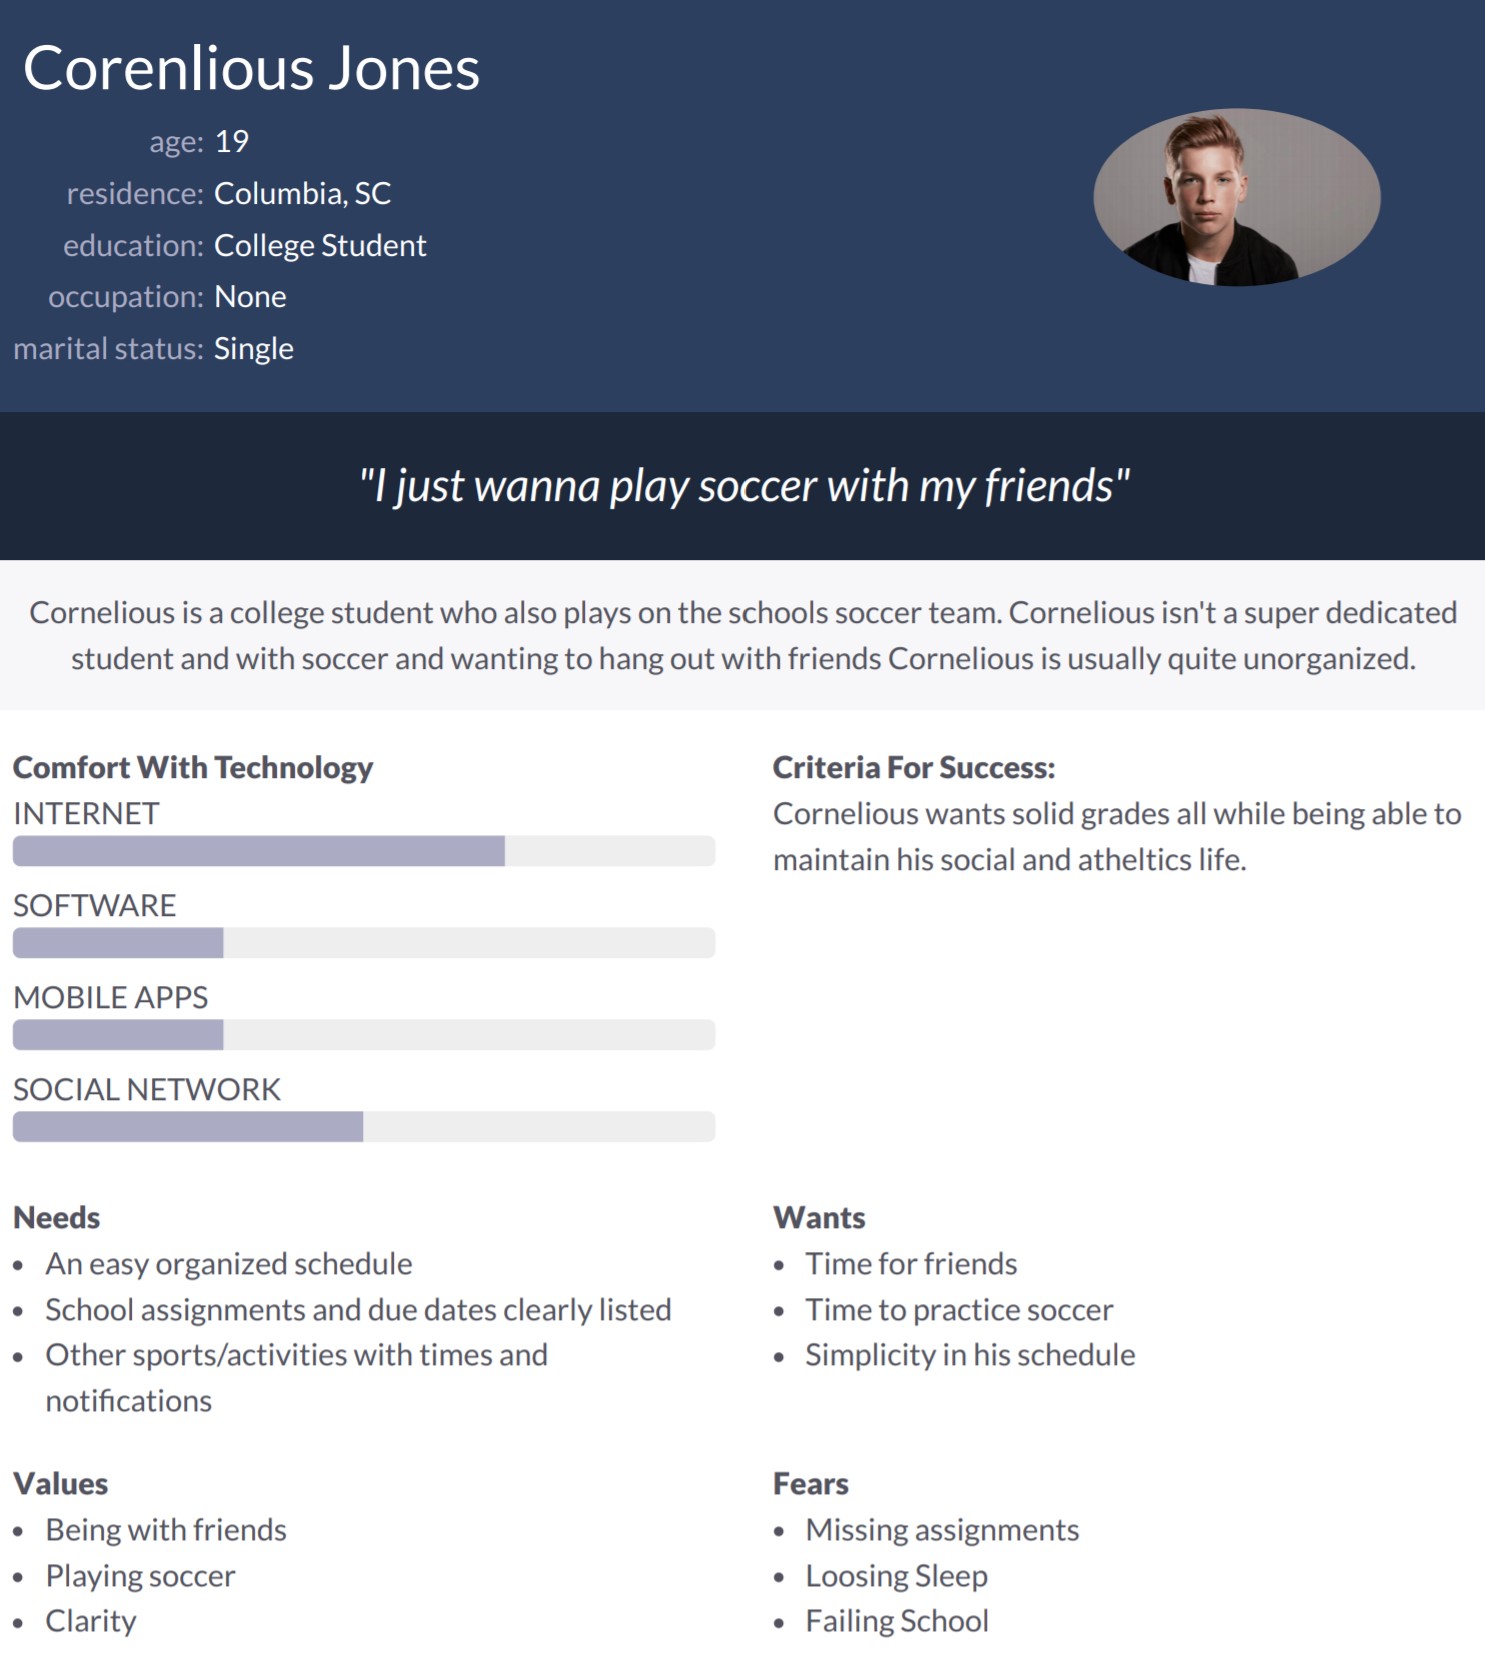 Corenlious Jones
age: 19
residence: Columbia, SC
education: College Student
occupation: None
marital status: Single
"I just wanna play soccer with my friends"
Cornelious is a college student who also plays on the schools soccer team. Cornelious isn't a super dedicated
student and with soccer and wanting to hang out with friends Cornelious is usually quite unorganized.
Comfort With Technology
INTERNET
SOFTWARE
MOBILE APPS
SOCIAL NETWORK
Criteria For Success:
Cornelious wants solid grades all while being able to
maintain his social and atheltics life.
Needs
• An easy organized schedule
• School assignments and due dates clearly listed
• Other sports/activities with times and
notifications
Wants
• Time for friends
• Time to practice soccer
• Simplicity in his schedule
Values
• Being with friends
• Playing soccer
• Clarity
Fears
• Missing assignments
• Loosing Sleep
• Failing School